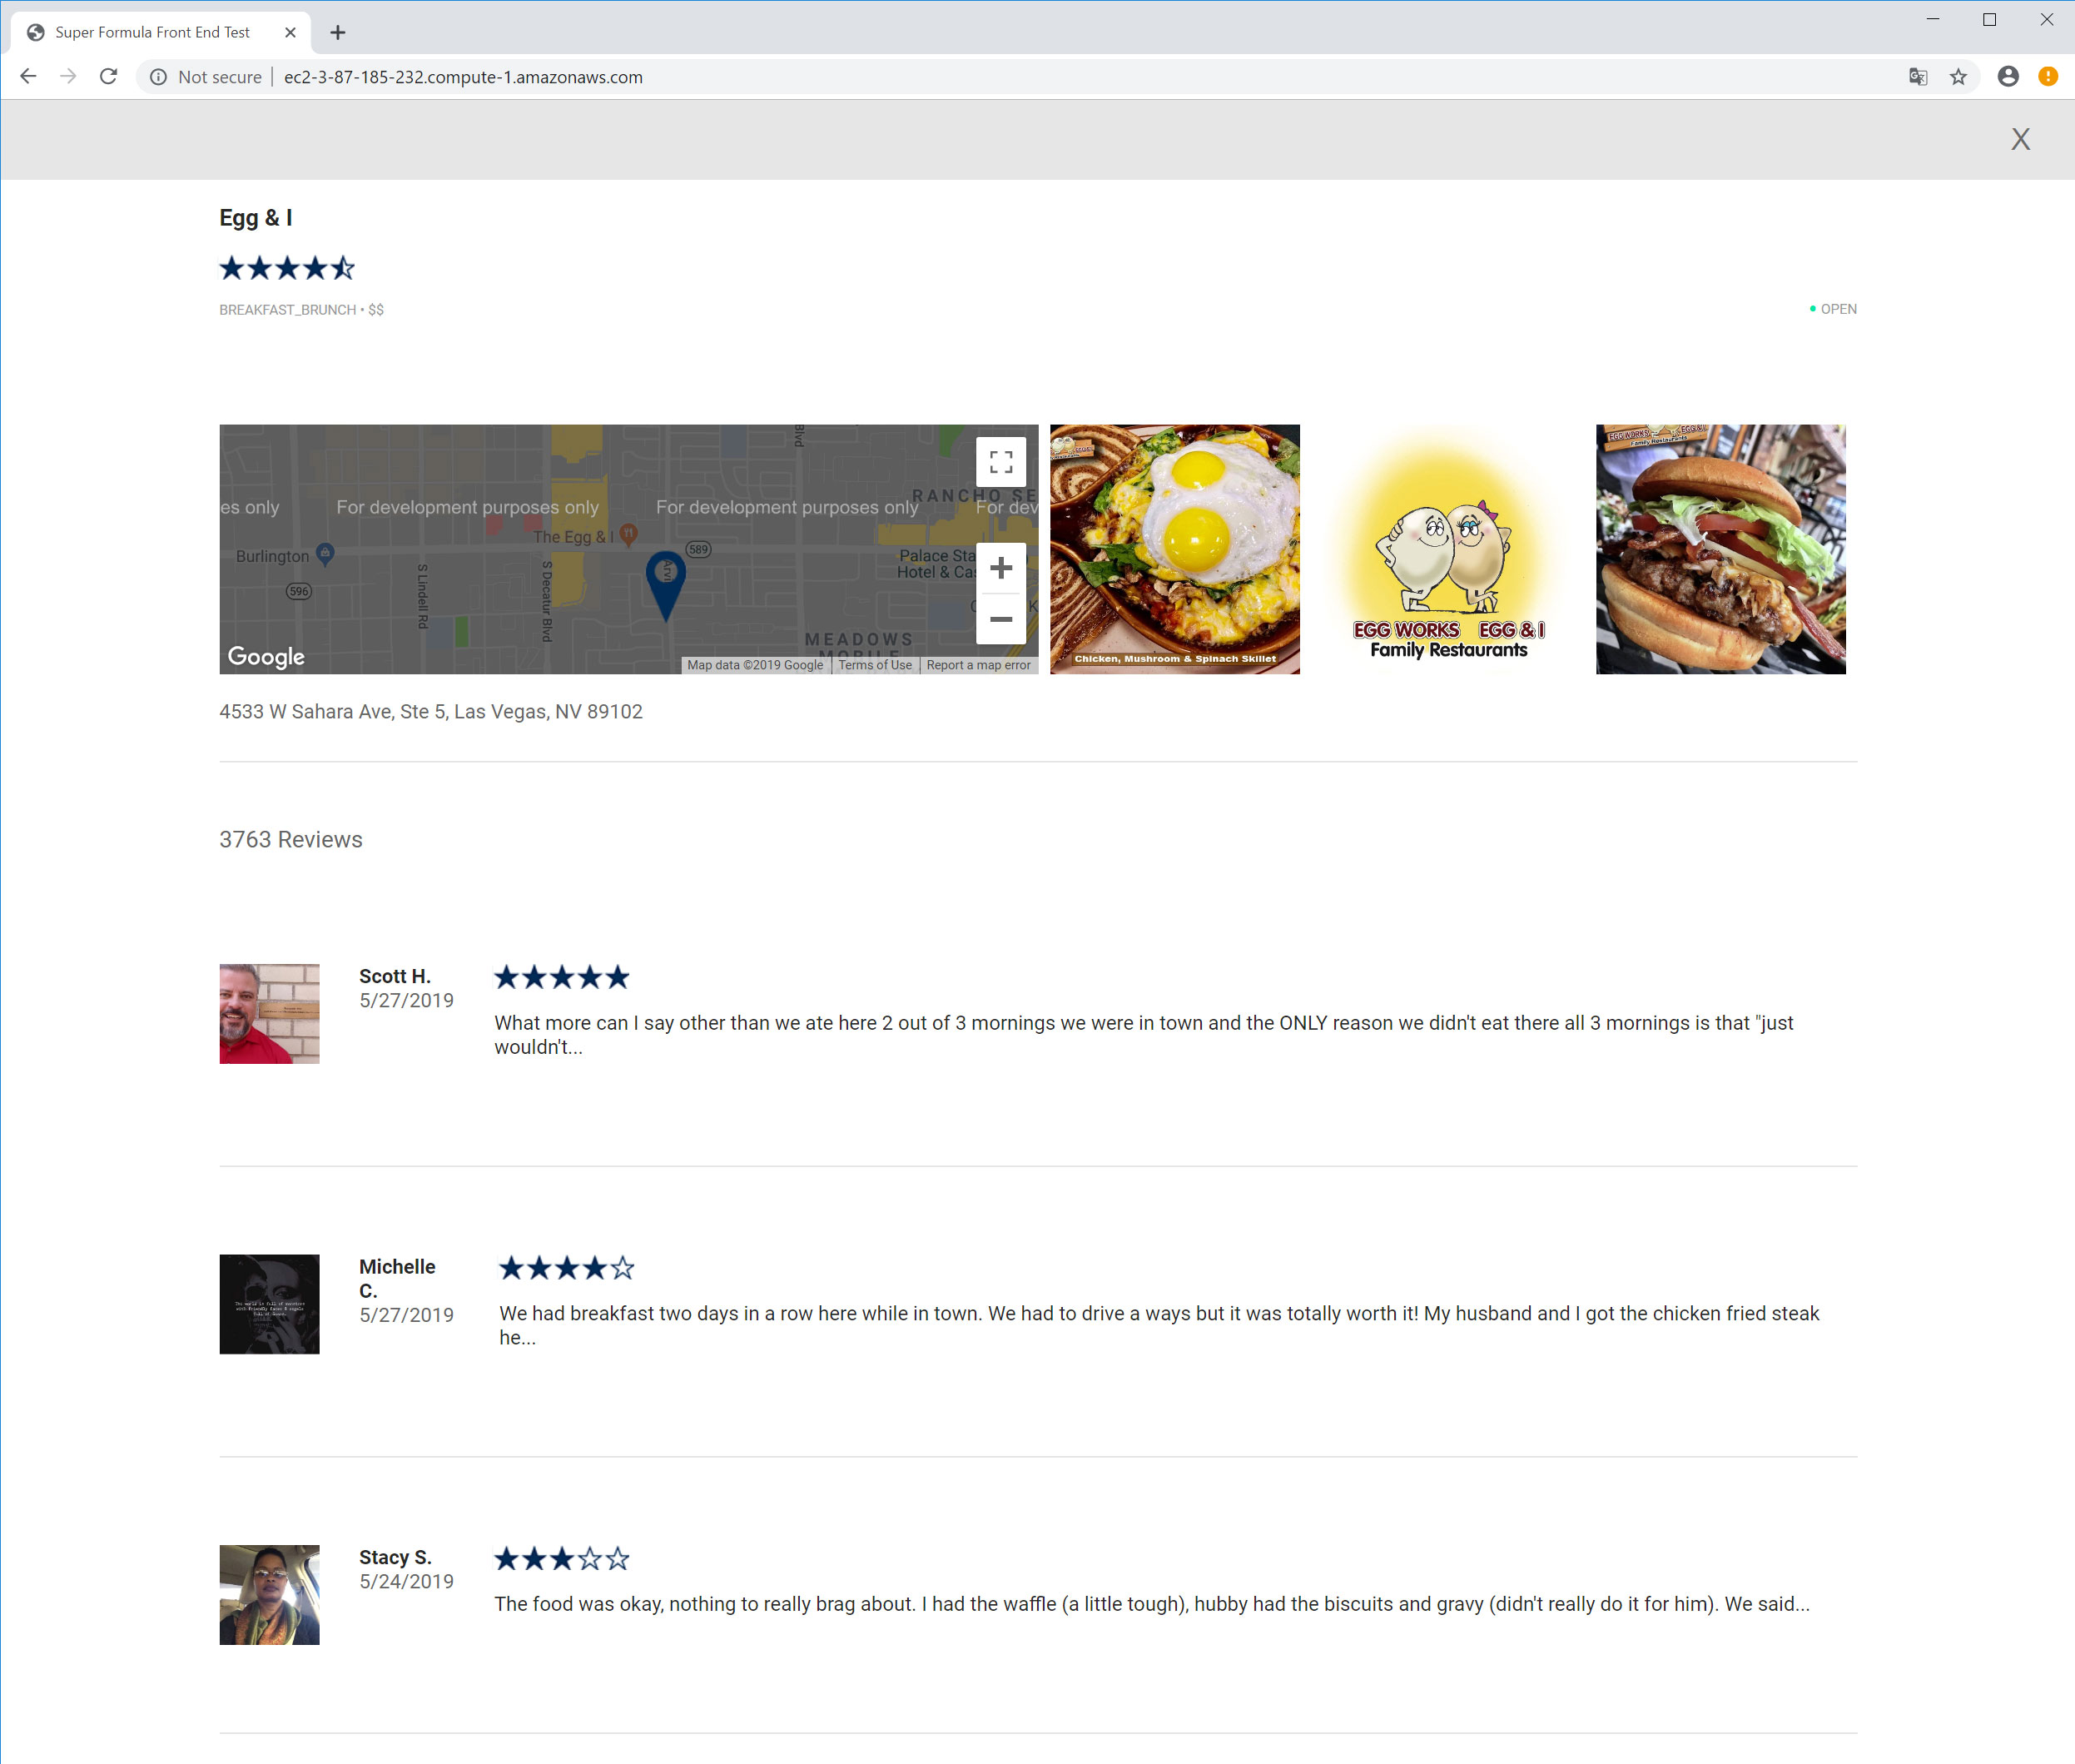 Super Formula Front End Test
Not secure | ec2-3-87-185-232.compute-1.amazonaws.com
X
Egg & I
BREAKFAST_BRUNCH • $$
OPEN
Blvd
RANCHO SE
es only
For development purposes only
For development purposes only
For dev
The Egg & I
589
Burlington
Palace Sta
Hotel & Cas
596
S Lindell Rd
S Decatur Blvd
Arvi
MEADOWS
MOBILE
Google
Map data ©2019 Google
Terms of Use
Report a map error
Chicken, Mushroom & Spinach Skillet
EGG WORKS EGG & I
Family Restaurants
EGG WORKS EGG & I
Family Restaurants
4533 W Sahara Ave, Ste 5, Las Vegas, NV 89102
3763 Reviews
Scott H.
5/27/2019
What more can I say other than we ate here 2 out of 3 mornings we were in town and the ONLY reason we didn't eat there all 3 mornings is that "just
wouldn't...
Michelle
C.
5/27/2019
We had breakfast two days in a row here while in town. We had to drive a ways but it was totally worth it! My husband and I got the chicken fried steak
he...
Stacy S.
5/24/2019
The food was okay, nothing to really brag about. I had the waffle (a little tough), hubby had the biscuits and gravy (didn't really do it for him). We said...